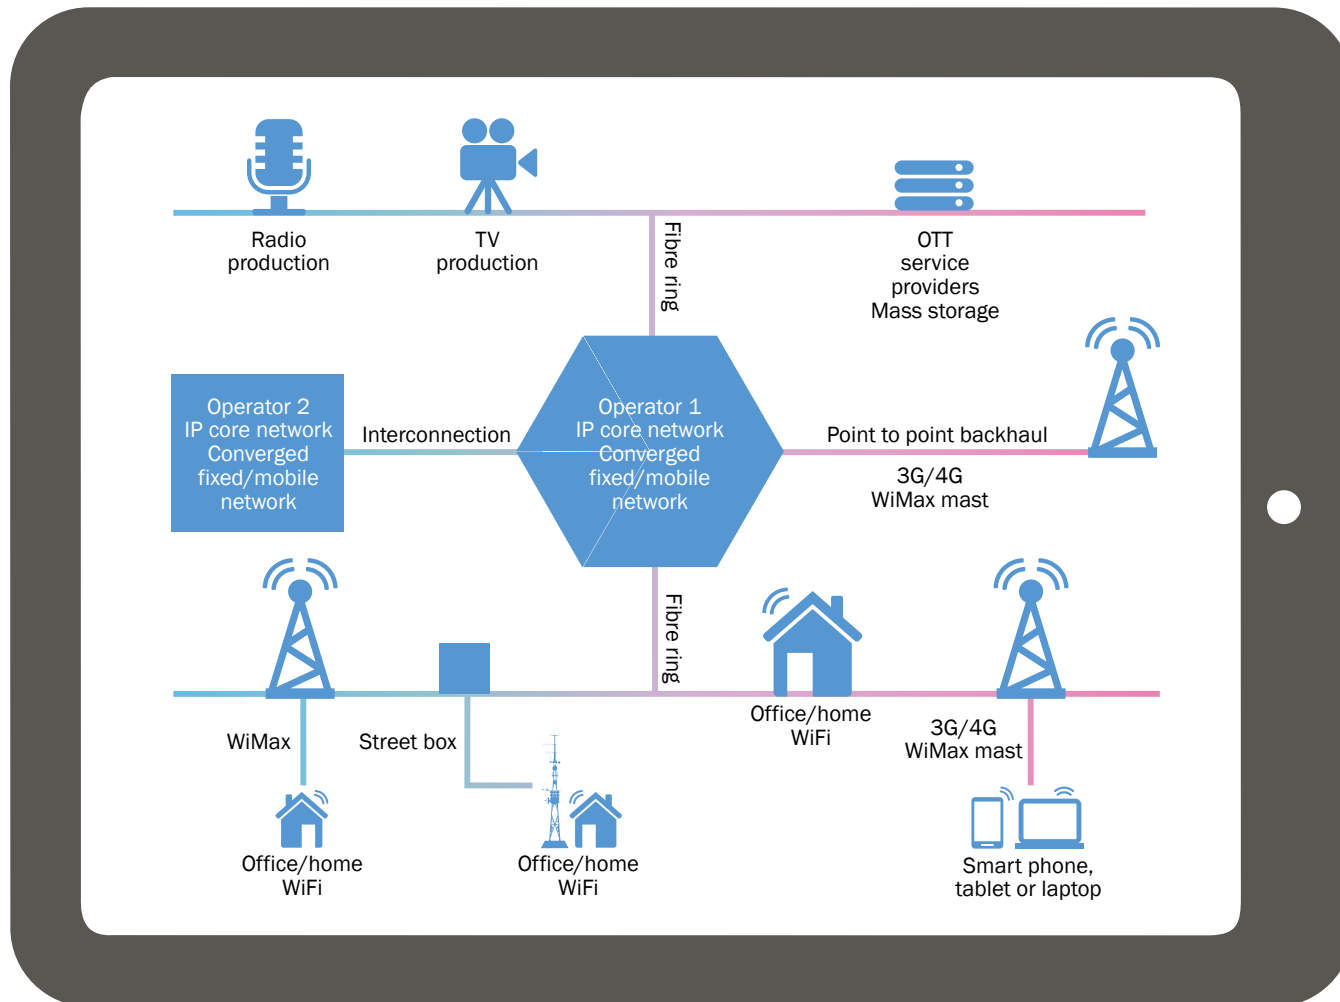 Radio
production
TV
production
Fibre ring
OTT
service
providers
Mass storage
Operator 2
IP core network
Converged
fixed/mobile
network
Interconnection
Operator 1
IP core network
Converged
fixed/mobile
network
Point to point backhaul
3G/4G
WiMax mast
Fibre ring
WiMax
Street box
Office/home
WiFi
3G/4G
WiMax mast
Office/home
WiFi
Office/home
WiFi
Smart phone,
tablet or laptop